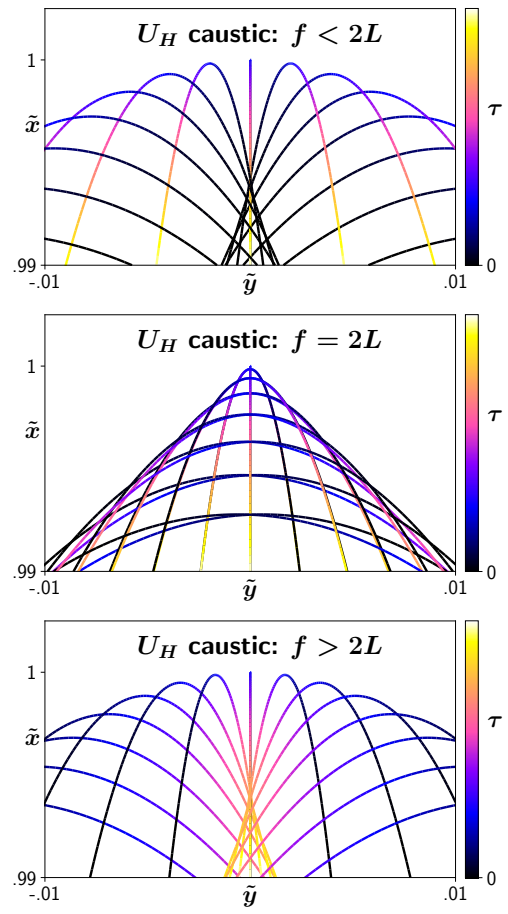 U_H caustic: f < 2L
1
x̃
τ
.99
0
-.01
ỹ
.01
U_H caustic: f = 2L
1
x̃
τ
.99
0
-.01
ỹ
.01
U_H caustic: f > 2L
1
x̃
τ
.99
0
-.01
ỹ
.01